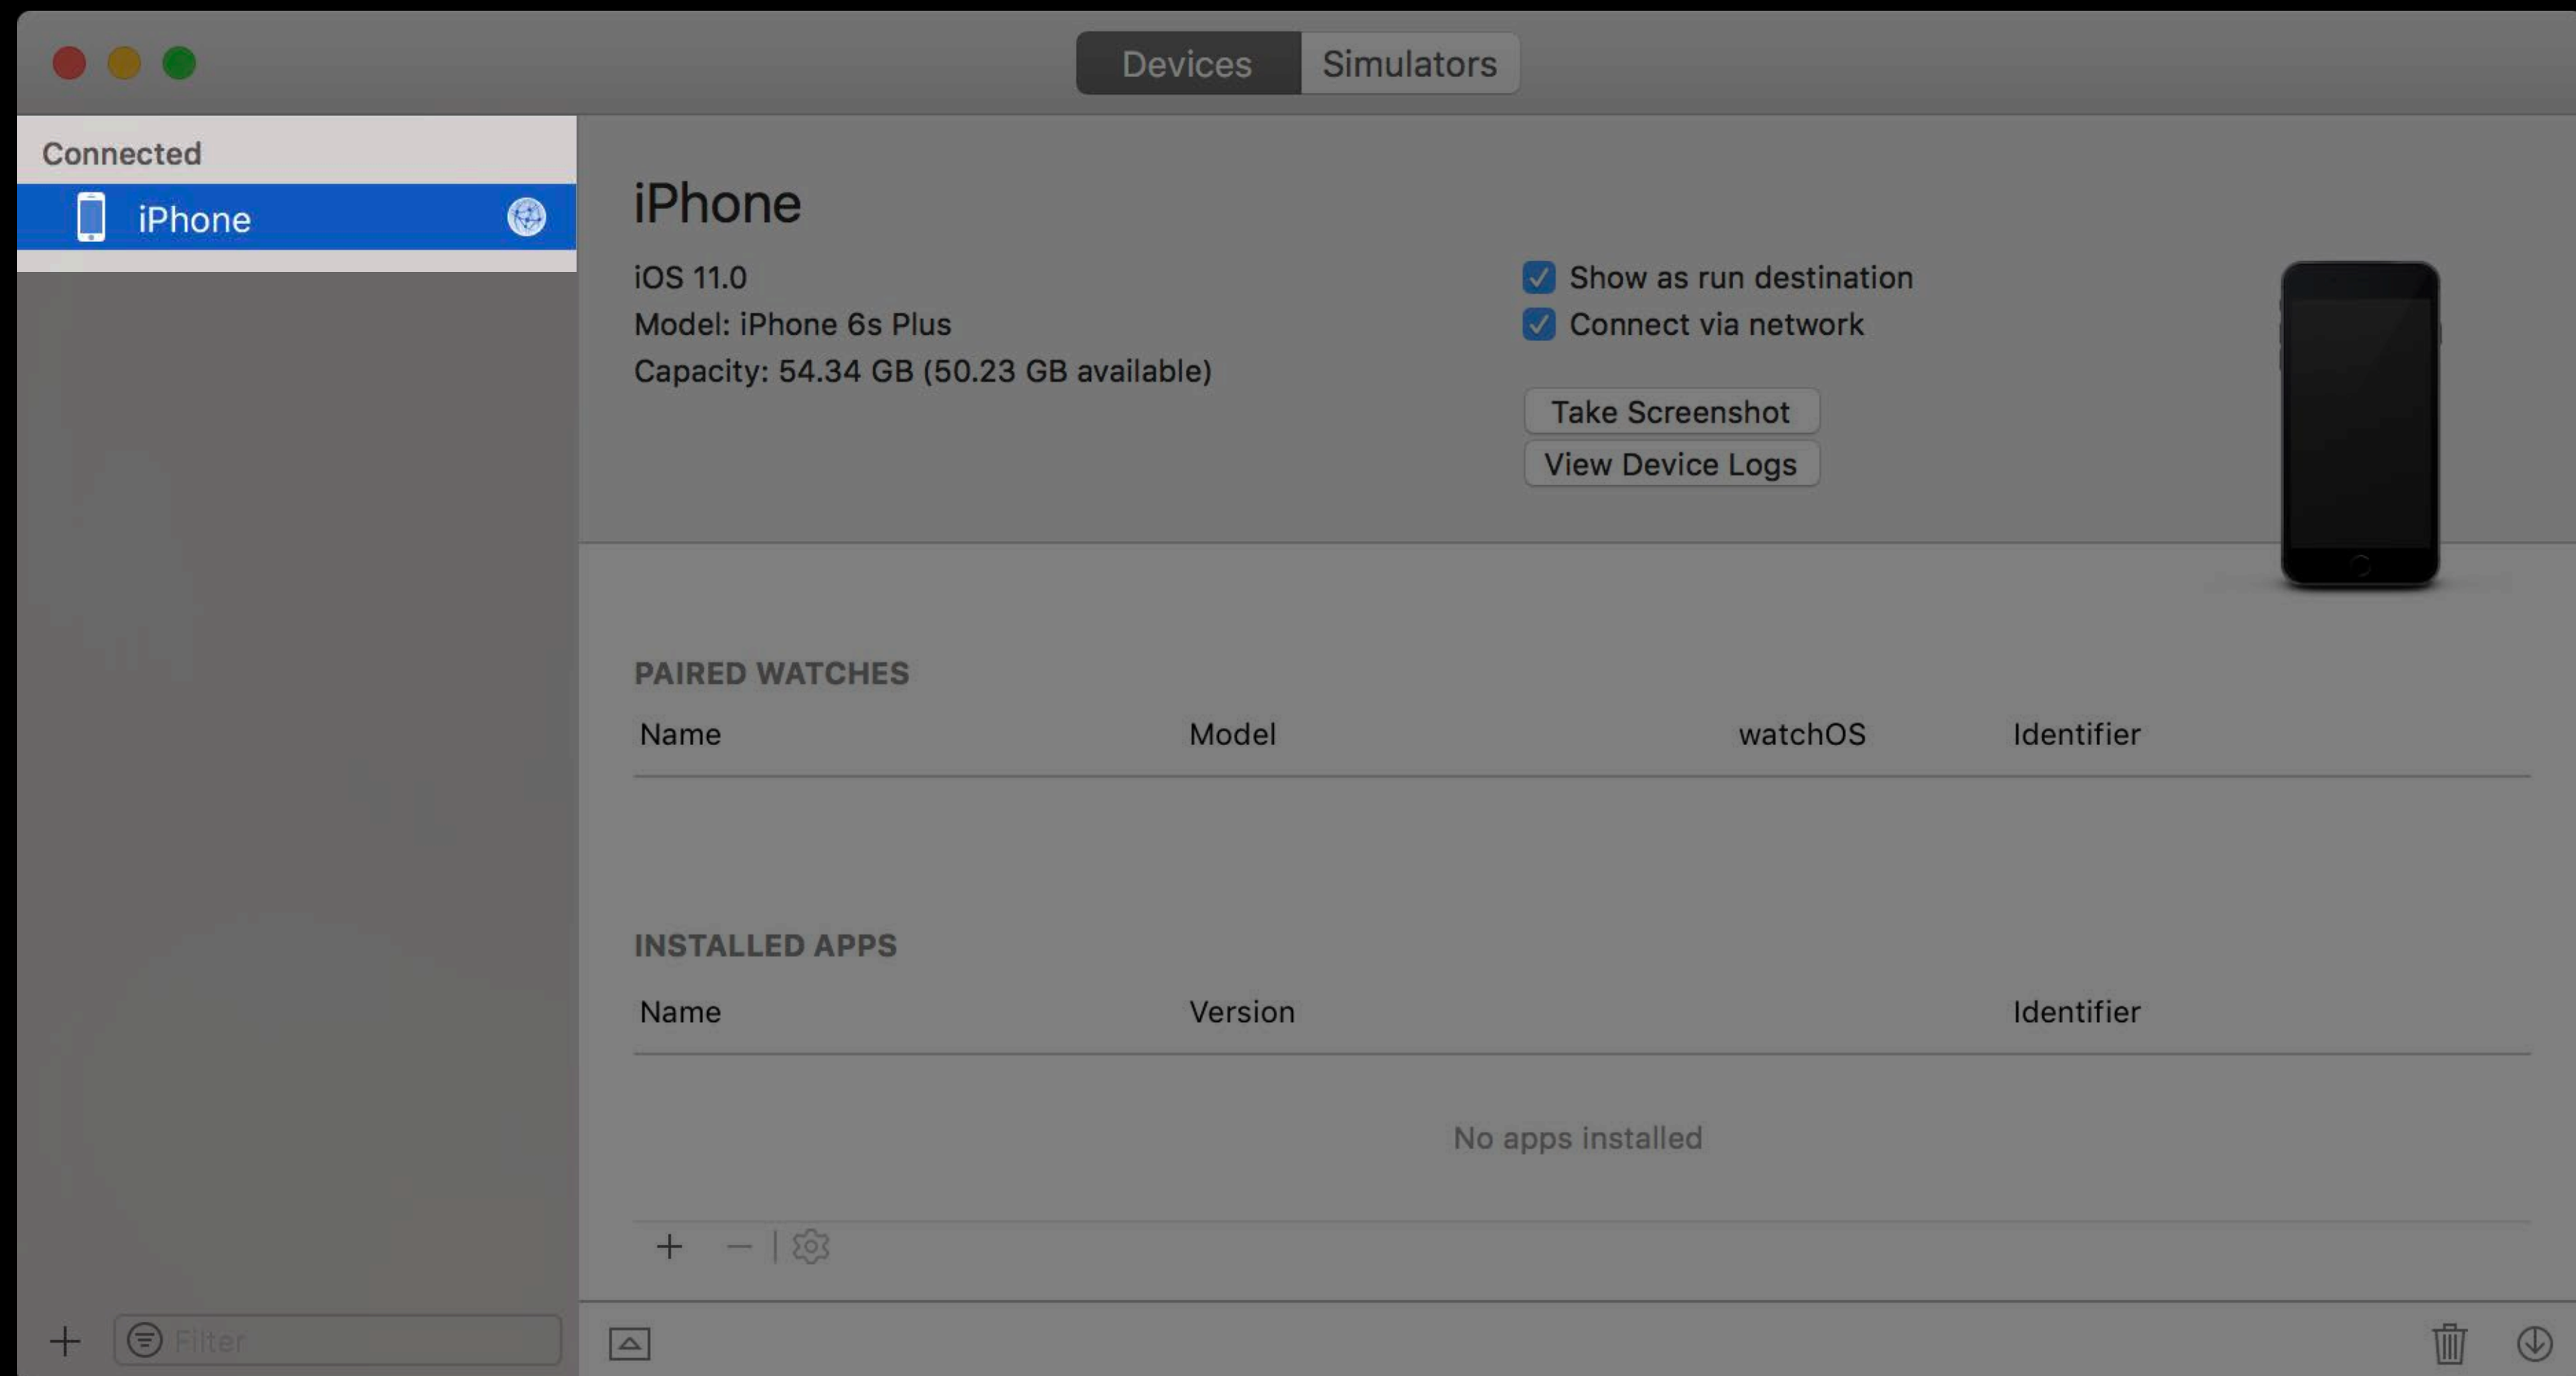 Devices Simulators
Connected
iPhone
iPhone
iOS 11.0
Model: iPhone 6s Plus
Capacity: 54.34 GB (50.23 GB available)
Show as run destination
Connect via network
Take Screenshot
View Device Logs
PAIRED WATCHES
Name Model watchOS Identifier
INSTALLED APPS
Name Version Identifier
No apps installed
Filter